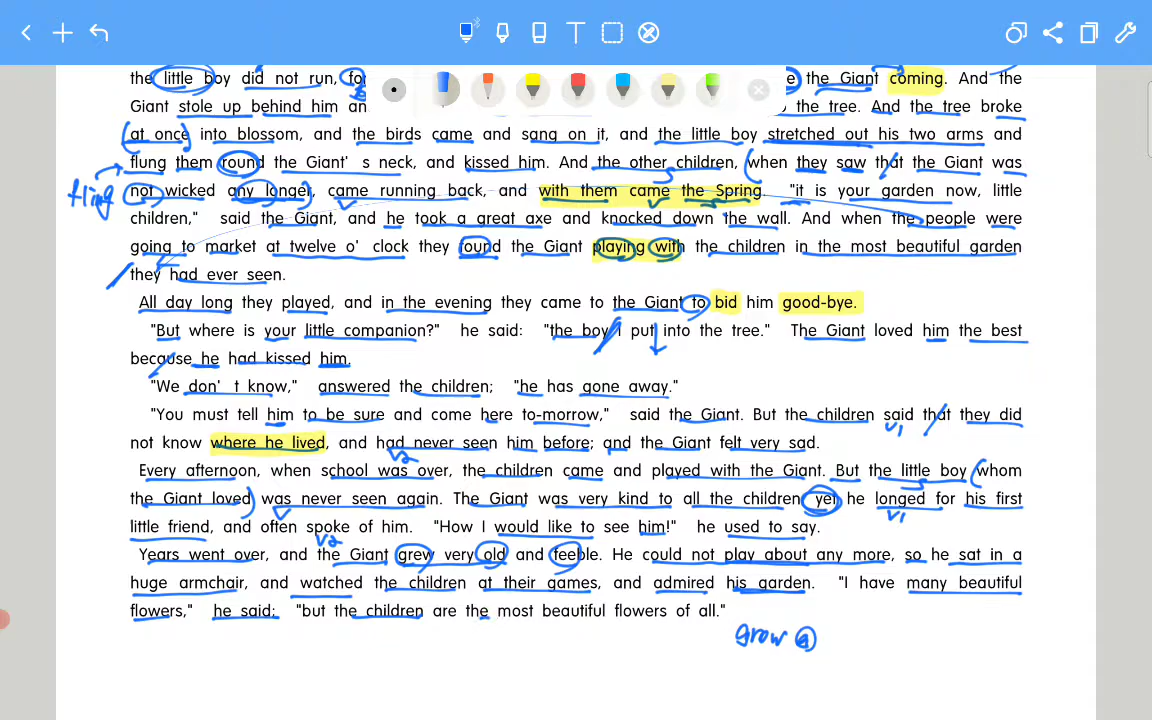 the little boy did not run, fo the Giant coming. And the
Giant stole up behind him an the tree. And the tree broke
at once into blossom, and the birds came and sang on it, and the little boy stretched out his two arms and
flung them round the Giant' s neck, and kissed him. And the other children, when they saw that the Giant was
fling not wicked any longer, came running back, and with them came the Spring. "it is your garden now, little
children," said the Giant, and he took a great axe and knocked down the wall. And when the people were
going to market at twelve o' clock they found the Giant playing with the children in the most beautiful garden
they had ever seen.
All day long they played, and in the evening they came to the Giant to bid him good-bye.
"But where is your little companion?" he said: "the boy I put into the tree." The Giant loved him the best
because he had kissed him.
"We don' t know," answered the children; "he has gone away."
"You must tell him to be sure and come here to-morrow," said the Giant. But the children said that they did
v1
not know where he lived, and had never seen him before; and the Giant felt very sad.
v2
Every afternoon, when school was over, the children came and played with the Giant. But the little boy whom
the Giant loved was never seen again. The Giant was very kind to all the children, yet he longed for his first
v1
little friend, and often spoke of him. "How I would like to see him!" he used to say.
v2
Years went over, and the Giant grew very old and feeble. He could not play about any more, so he sat in a
huge armchair, and watched the children at their games, and admired his garden. "I have many beautiful
flowers," he said; "but the children are the most beautiful flowers of all."
grow a